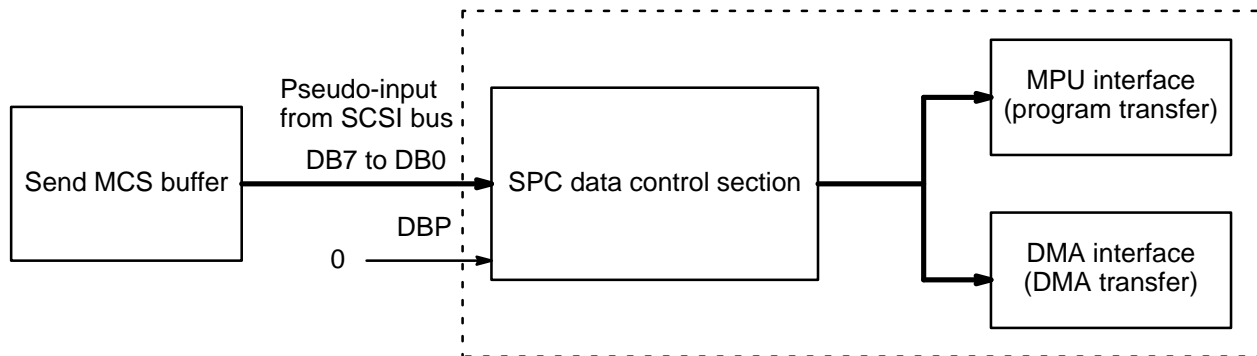 Pseudo-input
from SCSI bus
DB7 to DB0
Send MCS buffer
SPC data control section
DBP
0
MPU interface
(program transfer)
DMA interface
(DMA transfer)